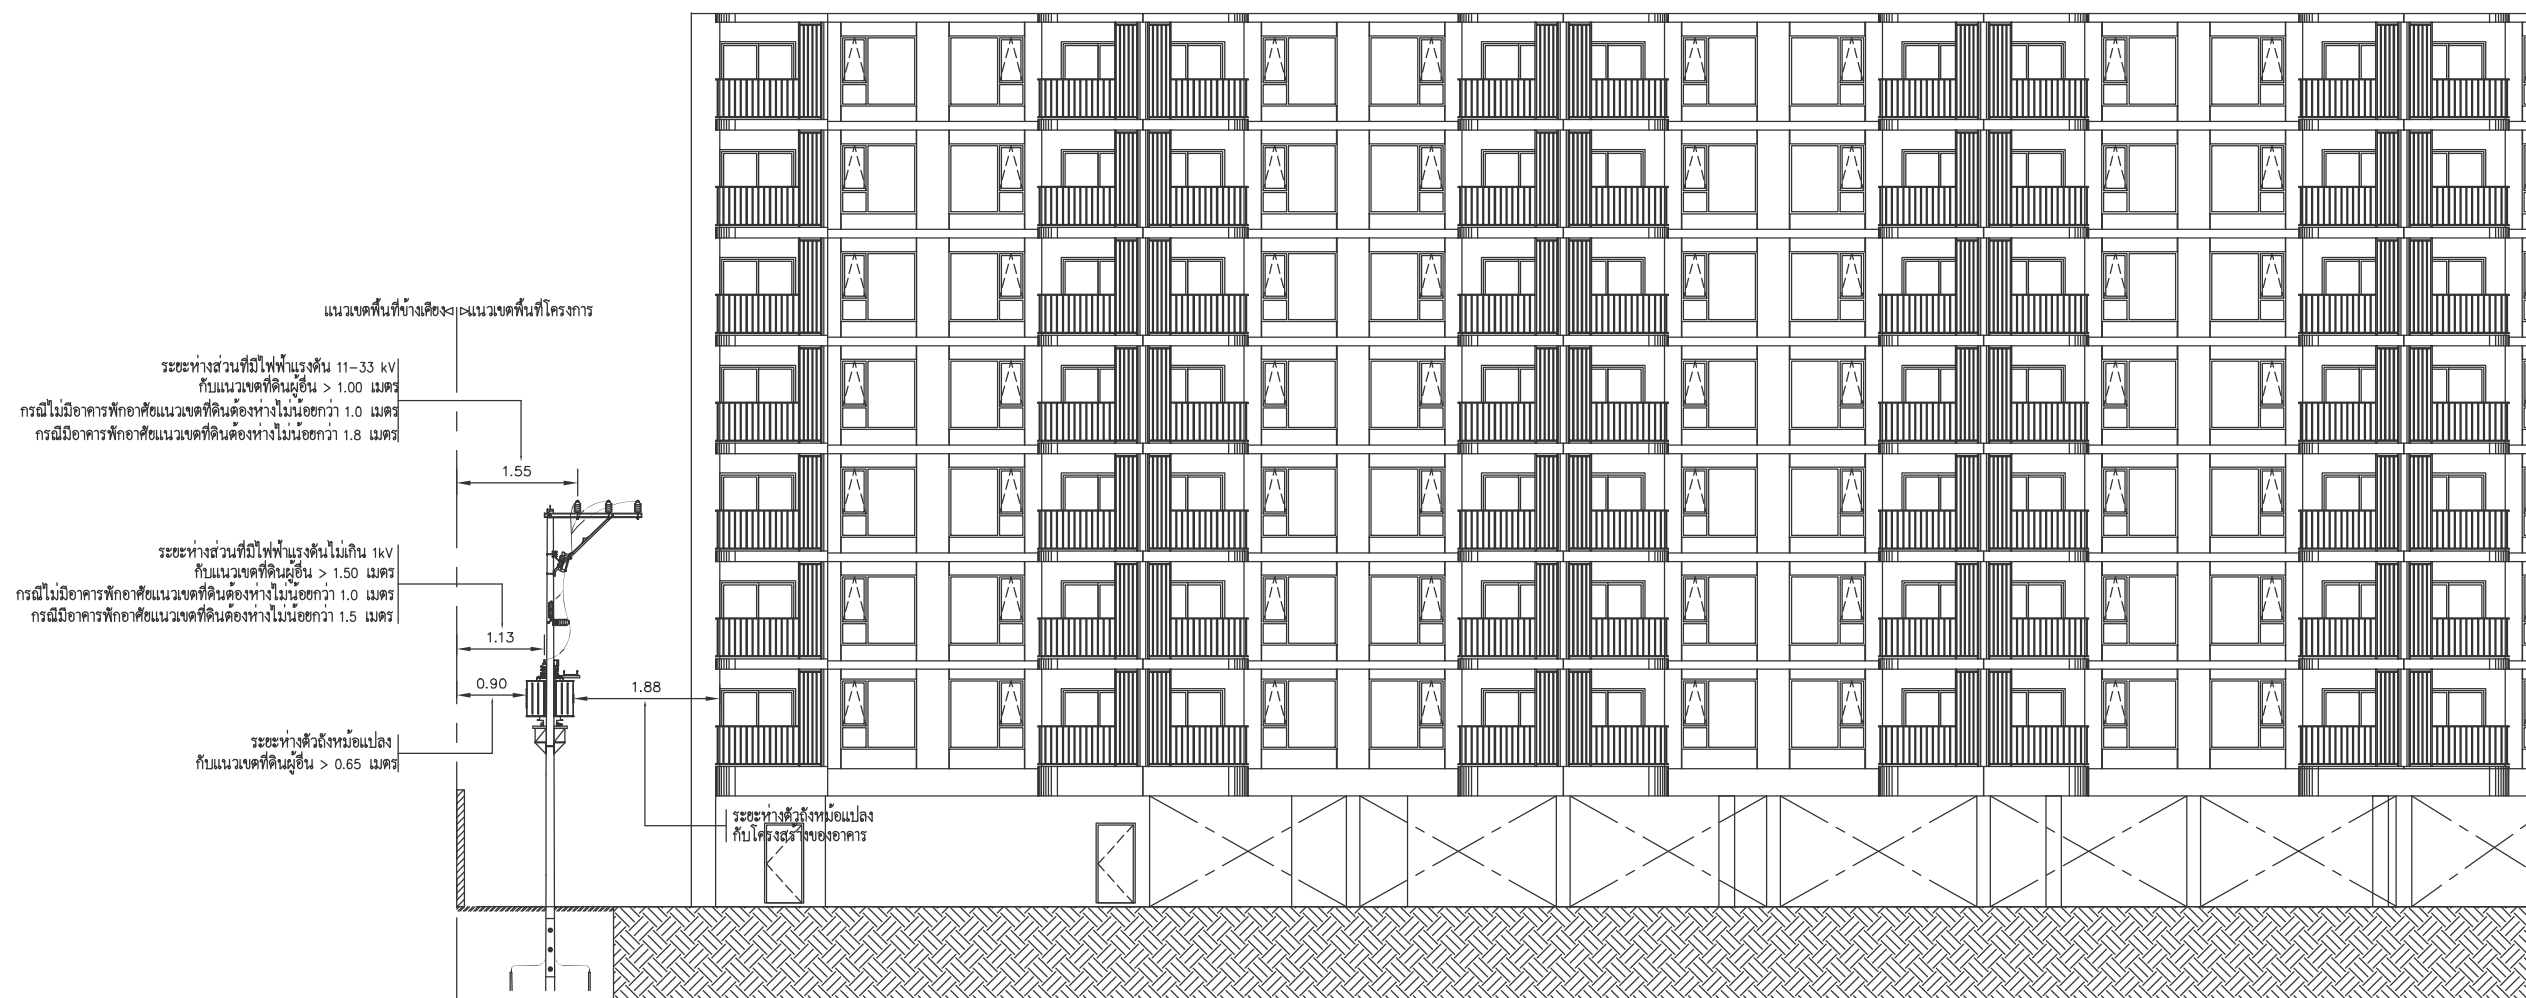 แนวเขตพื้นที่ข้างเคียง แนวเขตพื้นที่โครงการ
ระยะห่างส่วนที่มีไฟฟ้าแรงดัน 11-33 kV
กับแนวเขตที่ดินผู้อื่น > 1.00 เมตร
กรณีไม่มีอาคารพักอาศัยแนวเขตที่ดินต้องห่างไม่น้อยกว่า 1.0 เมตร
กรณีมีอาคารพักอาศัยแนวเขตที่ดินต้องห่างไม่น้อยกว่า 1.8 เมตร
1.55
ระยะห่างส่วนที่มีไฟฟ้าแรงดันไม่เกิน 1kV
กับแนวเขตที่ดินผู้อื่น > 1.50 เมตร
กรณีไม่มีอาคารพักอาศัยแนวเขตที่ดินต้องห่างไม่น้อยกว่า 1.0 เมตร
กรณีมีอาคารพักอาศัยแนวเขตที่ดินต้องห่างไม่น้อยกว่า 1.5 เมตร
1.13
0.90
1.88
ระยะห่างตัวถังหม้อแปลง
กับแนวเขตที่ดินผู้อื่น > 0.65 เมตร
ระยะห่างตัวถังหม้อแปลง
กับโครงสร้างของอาคาร